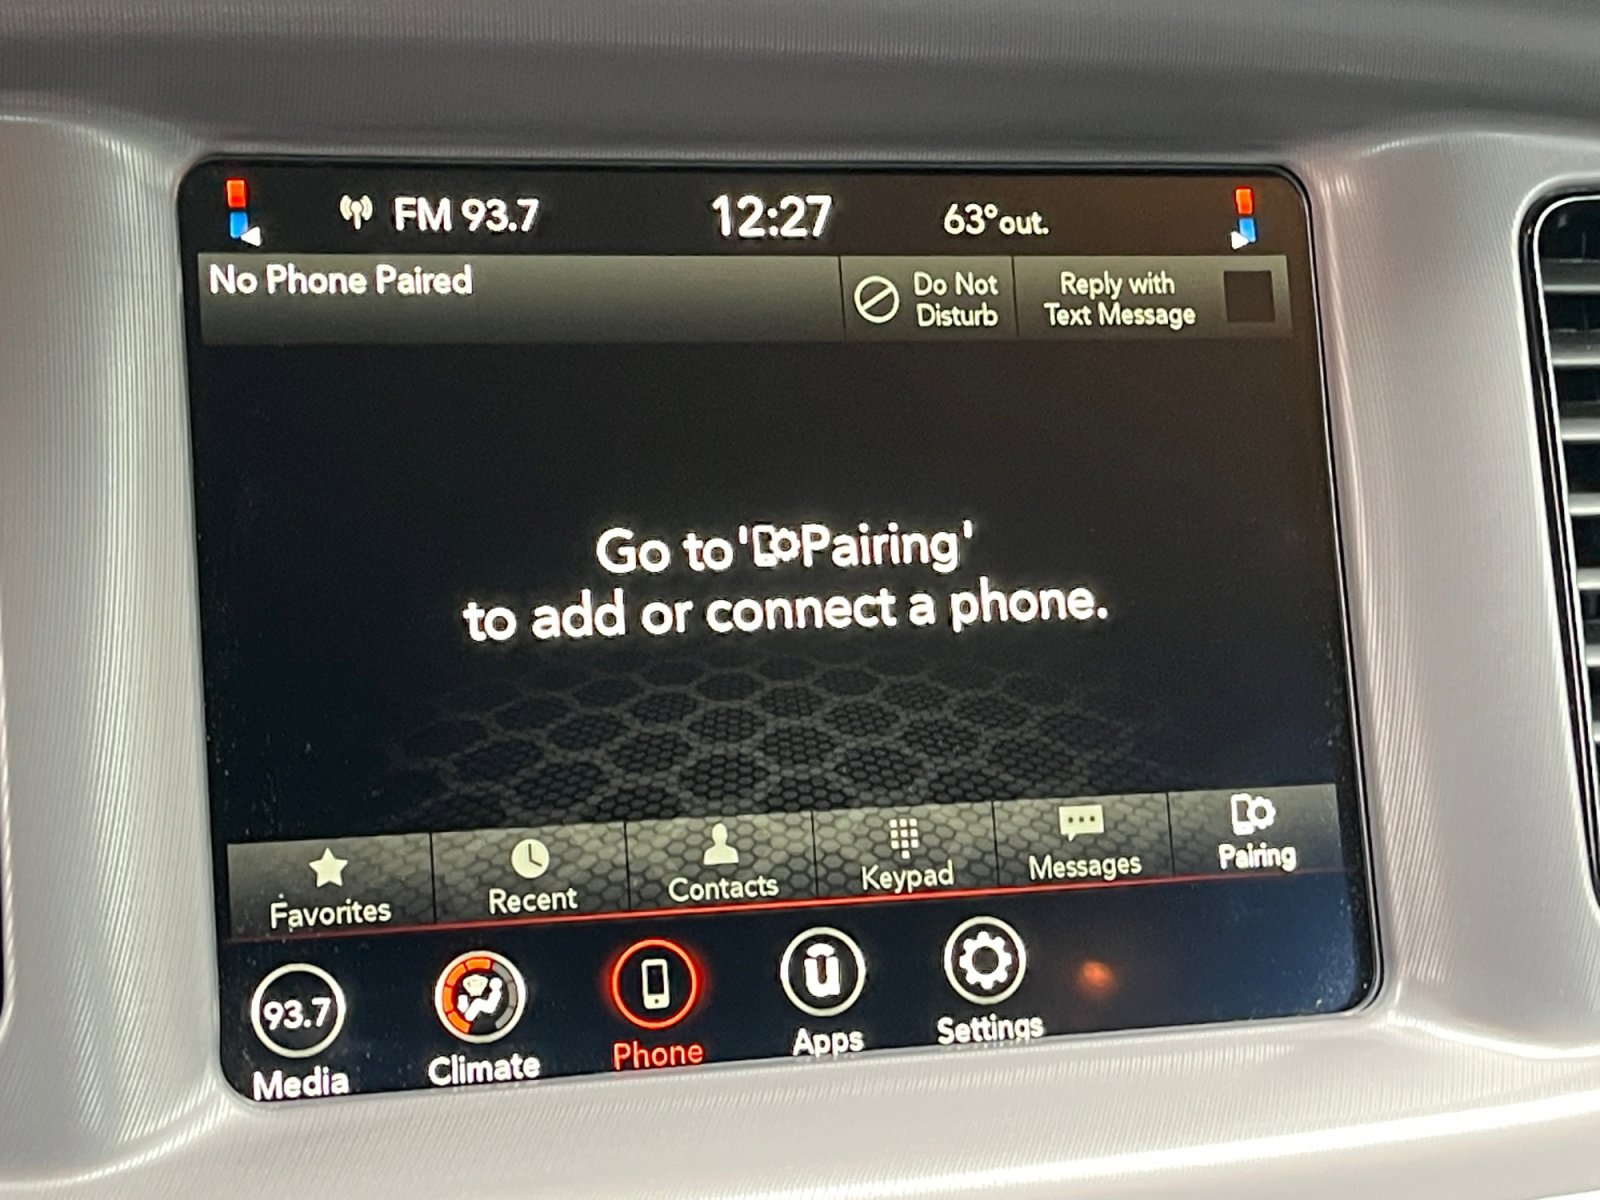 FM 93.7 12:27 63°out.
No Phone Paired
Do Not
Disturb
Reply with
Text Message
Go to 'Pairing'
to add or connect a phone.
Favorites Recent Contacts Keypad Messages Pairing
93.7
u
Media Climate Phone Apps Settings